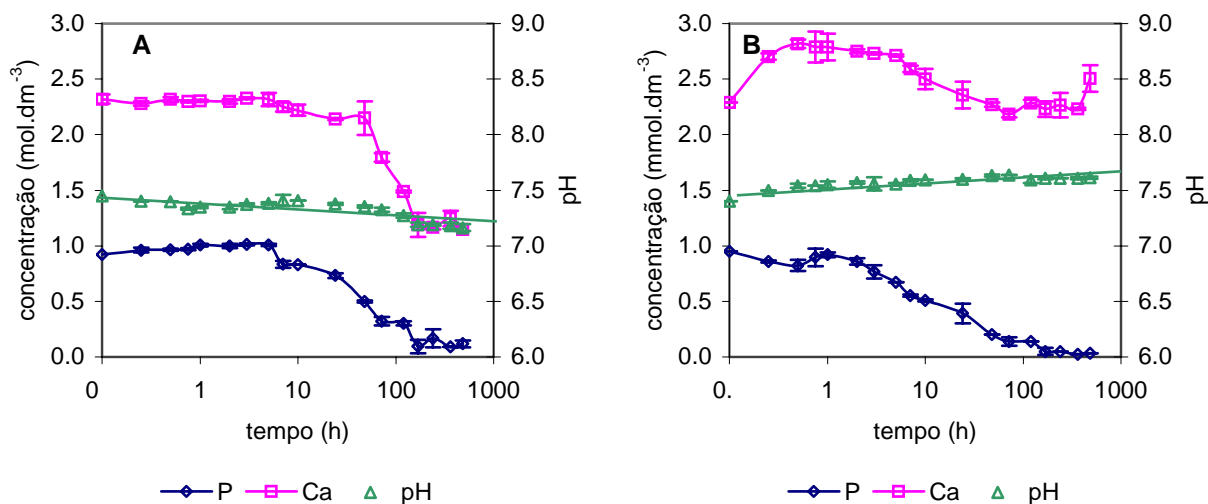 A
concentração (mol.dm-3)
3.0
2.5
2.0
1.5
1.0
0.5
0.0
9.0
8.5
8.0
7.5
7.0
6.5
6.0
pH
0 1 10 100 1000
tempo (h)
P Ca pH
B
concentração (mmol.dm-3)
3.0
2.5
2.0
1.5
1.0
0.5
0.0
9.0
8.5
8.0
7.5
7.0
6.5
6.0
pH
0. 1 10 100 1000
tempo (h)
P Ca pH